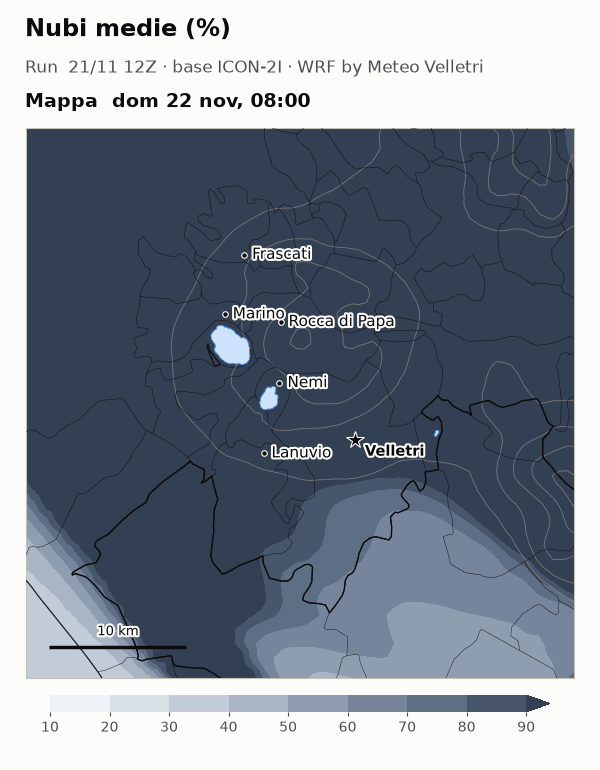 Nubi medie (%)
Run 21/11 12Z · base ICON-2I · WRF by Meteo Velletri
Mappa dom 22 nov, 08:00
Frascati
Marino
Rocca di Papa
Nemi
Velletri
Lanuvio
10 km
10 20 30 40 50 60 70 80 90